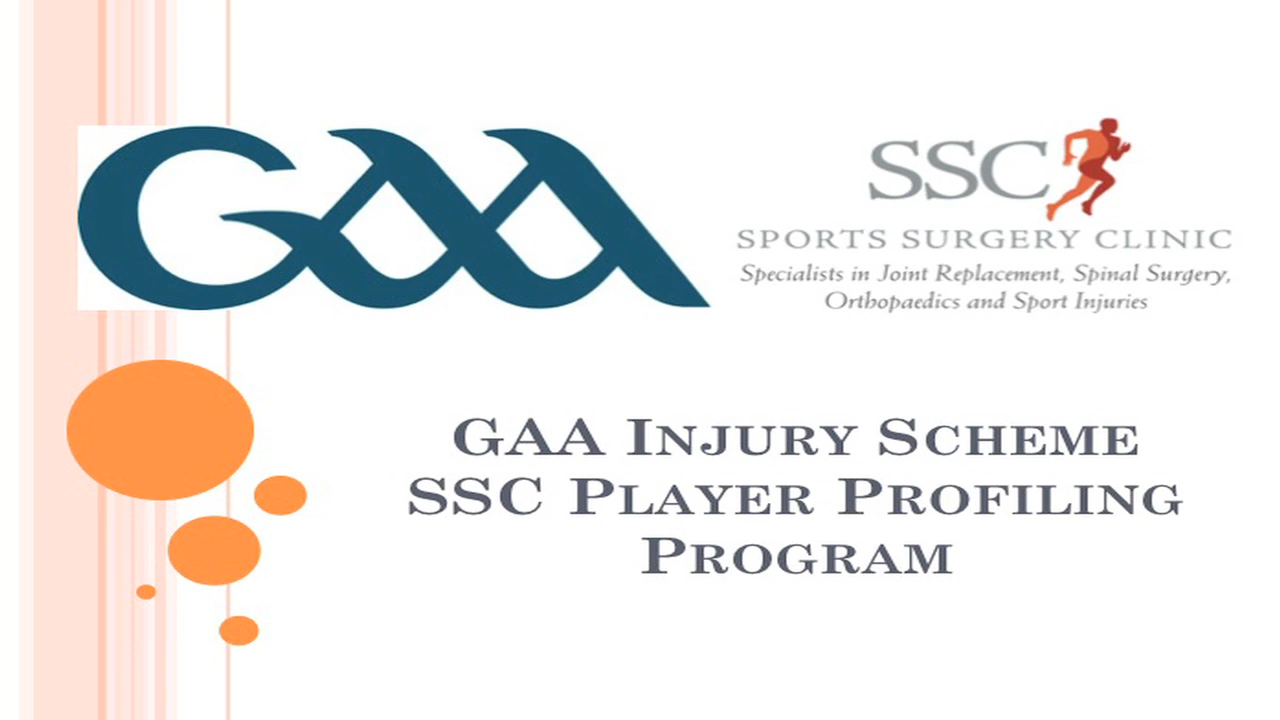 GAA
SSC
SPORTS SURGERY CLINIC
Specialists in Joint Replacement, Spinal Surgery,
Orthopaedics and Sport Injuries
GAA INJURY SCHEME
SSC PLAYER PROFILING
PROGRAM